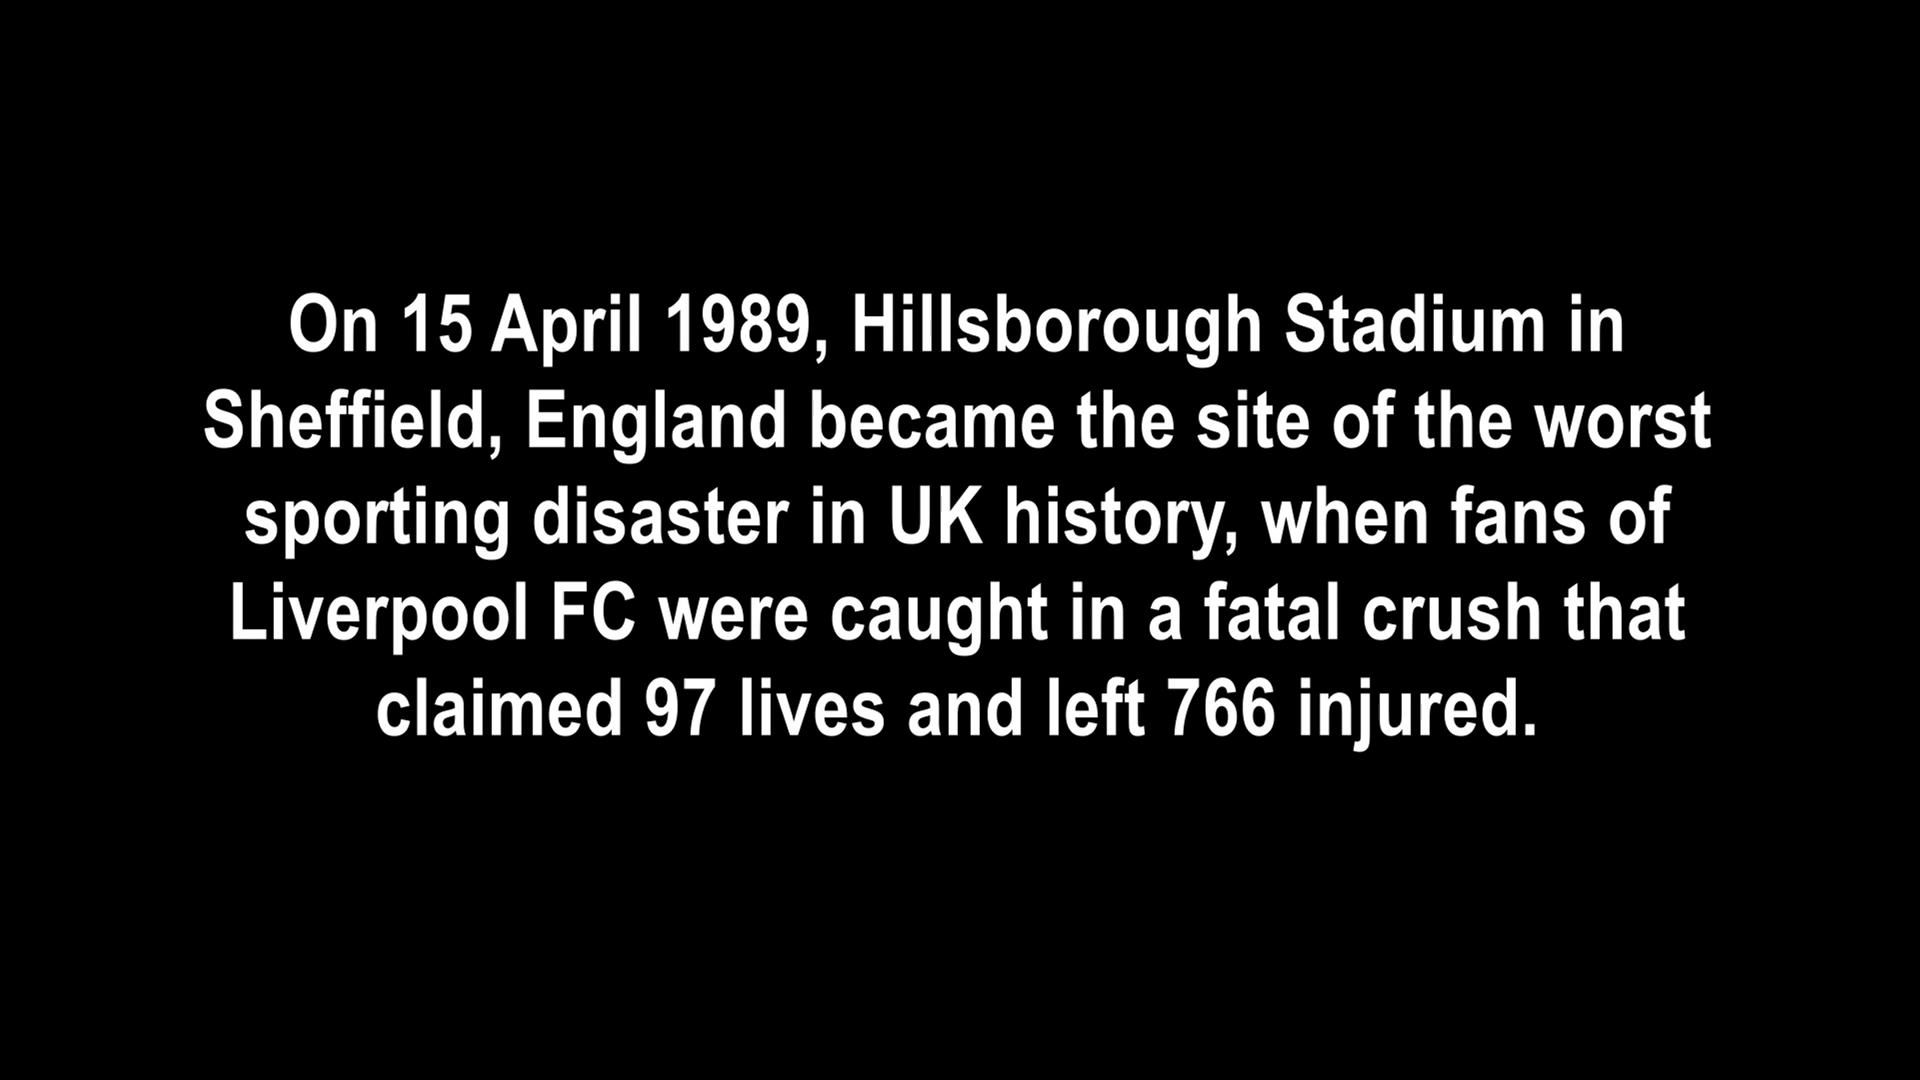 On 15 April 1989, Hillsborough Stadium in
Sheffield, England became the site of the worst
sporting disaster in UK history, when fans of
Liverpool FC were caught in a fatal crush that
claimed 97 lives and left 766 injured.